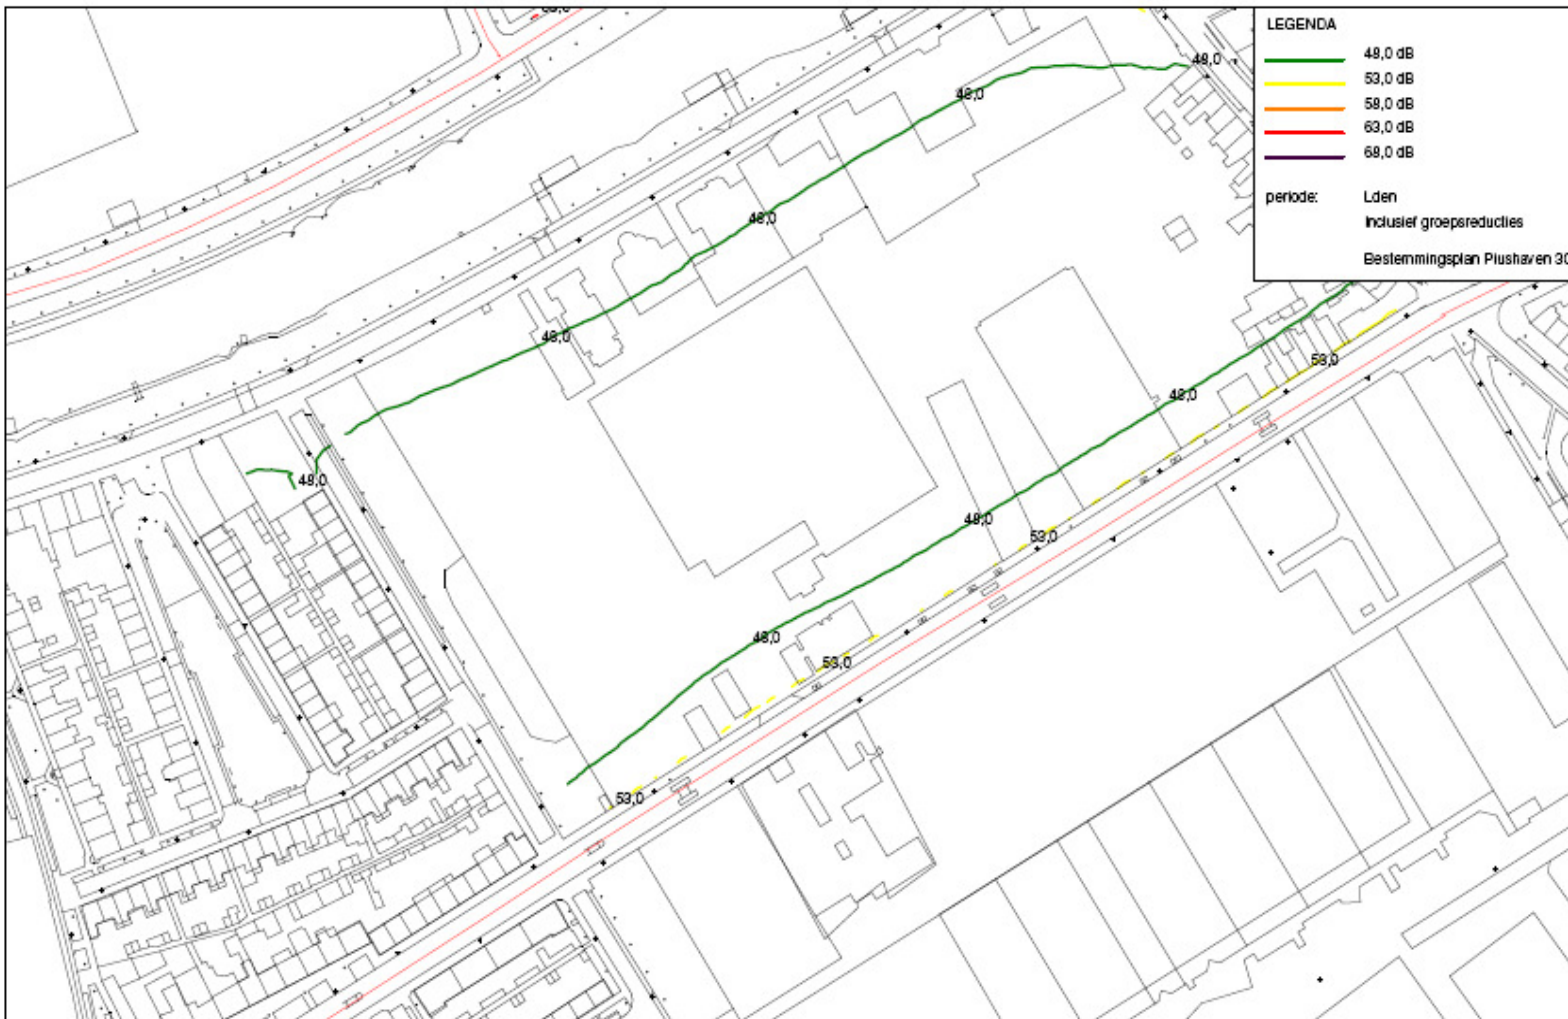 LEGENDA
48,0 dB
53,0 dB
58,0 dB
63,0 dB
68,0 dB
periode: Lden
Inclusief groepsreducties
Bestemmingsplan Piushaven 30
48,0
48,0
48,0
48,0
48,0
53,0
48,0
48,0
53,0
48,0
53,0
53,0